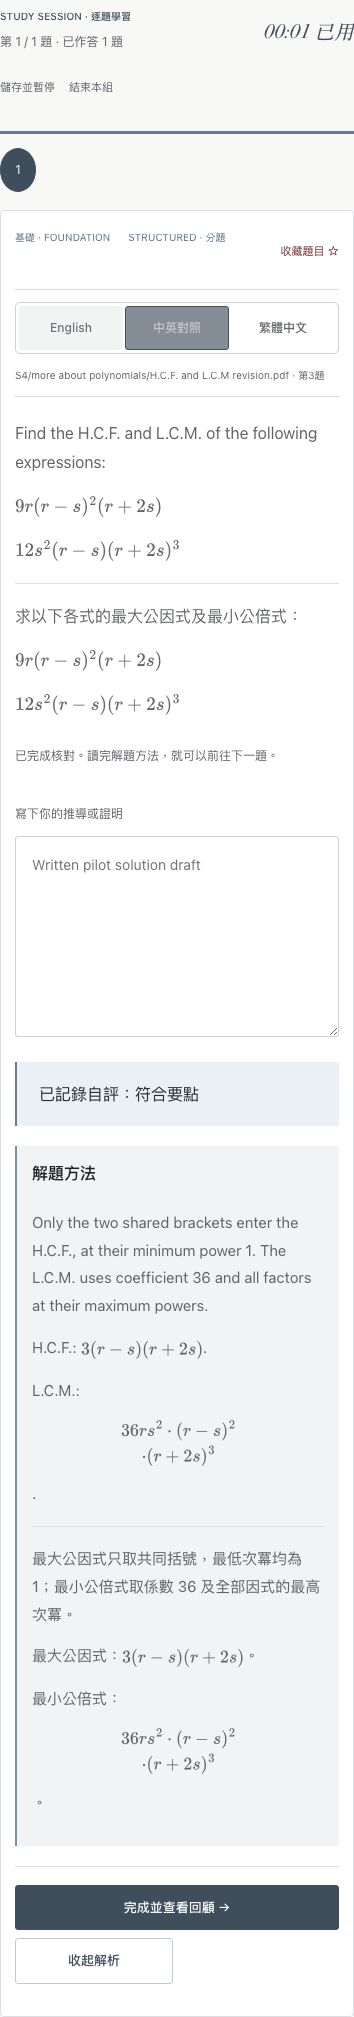 STUDY SESSION · 逐題學習
第 1 / 1 題 · 已作答 1 題
00:01 已用
儲存並暫停 結束本組
1
基礎 · FOUNDATION STRUCTURED · 分題
收藏題目 ☆
English 中英對照 繁體中文
S4/more about polynomials/H.C.F. and L.C.M revision.pdf · 第3題
Find the H.C.F. and L.C.M. of the following
expressions:
9r(r − s)²(r + 2s)
12s²(r − s)(r + 2s)³
求以下各式的最大公因式及最小公倍式：
9r(r − s)²(r + 2s)
12s²(r − s)(r + 2s)³
已完成核對。讀完解題方法，就可以前往下一題。
寫下你的推導或證明
Written pilot solution draft
已記錄自評：符合要點
解題方法
Only the two shared brackets enter the
H.C.F., at their minimum power 1. The
L.C.M. uses coefficient 36 and all factors
at their maximum powers.
H.C.F.: 3(r − s)(r + 2s).
L.C.M.:
36rs² · (r − s)²
·(r + 2s)³
.
最大公因式只取共同括號，最低次冪均為
1；最小公倍式取係數 36 及全部因式的最高
次冪。
最大公因式：3(r − s)(r + 2s)。
最小公倍式：
36rs² · (r − s)²
·(r + 2s)³
。
完成並查看回顧 →
收起解析